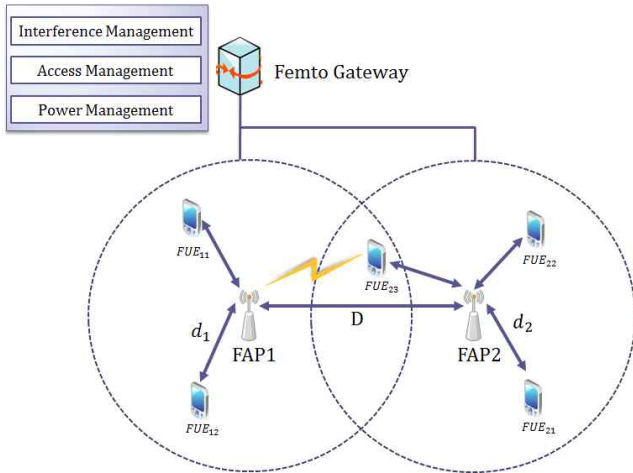 Interference Management
Access Management
Power Management
Femto Gateway
FUE₁₁
FUE₂₃
FUE₂₂
d₁
D
d₂
FAP1
FAP2
FUE₁₂
FUE₂₁